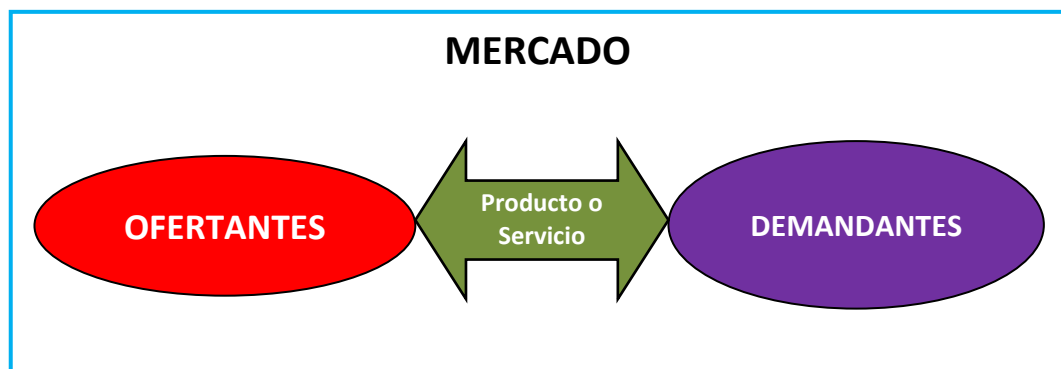 MERCADO
OFERTANTES
Producto o
Servicio
DEMANDANTES